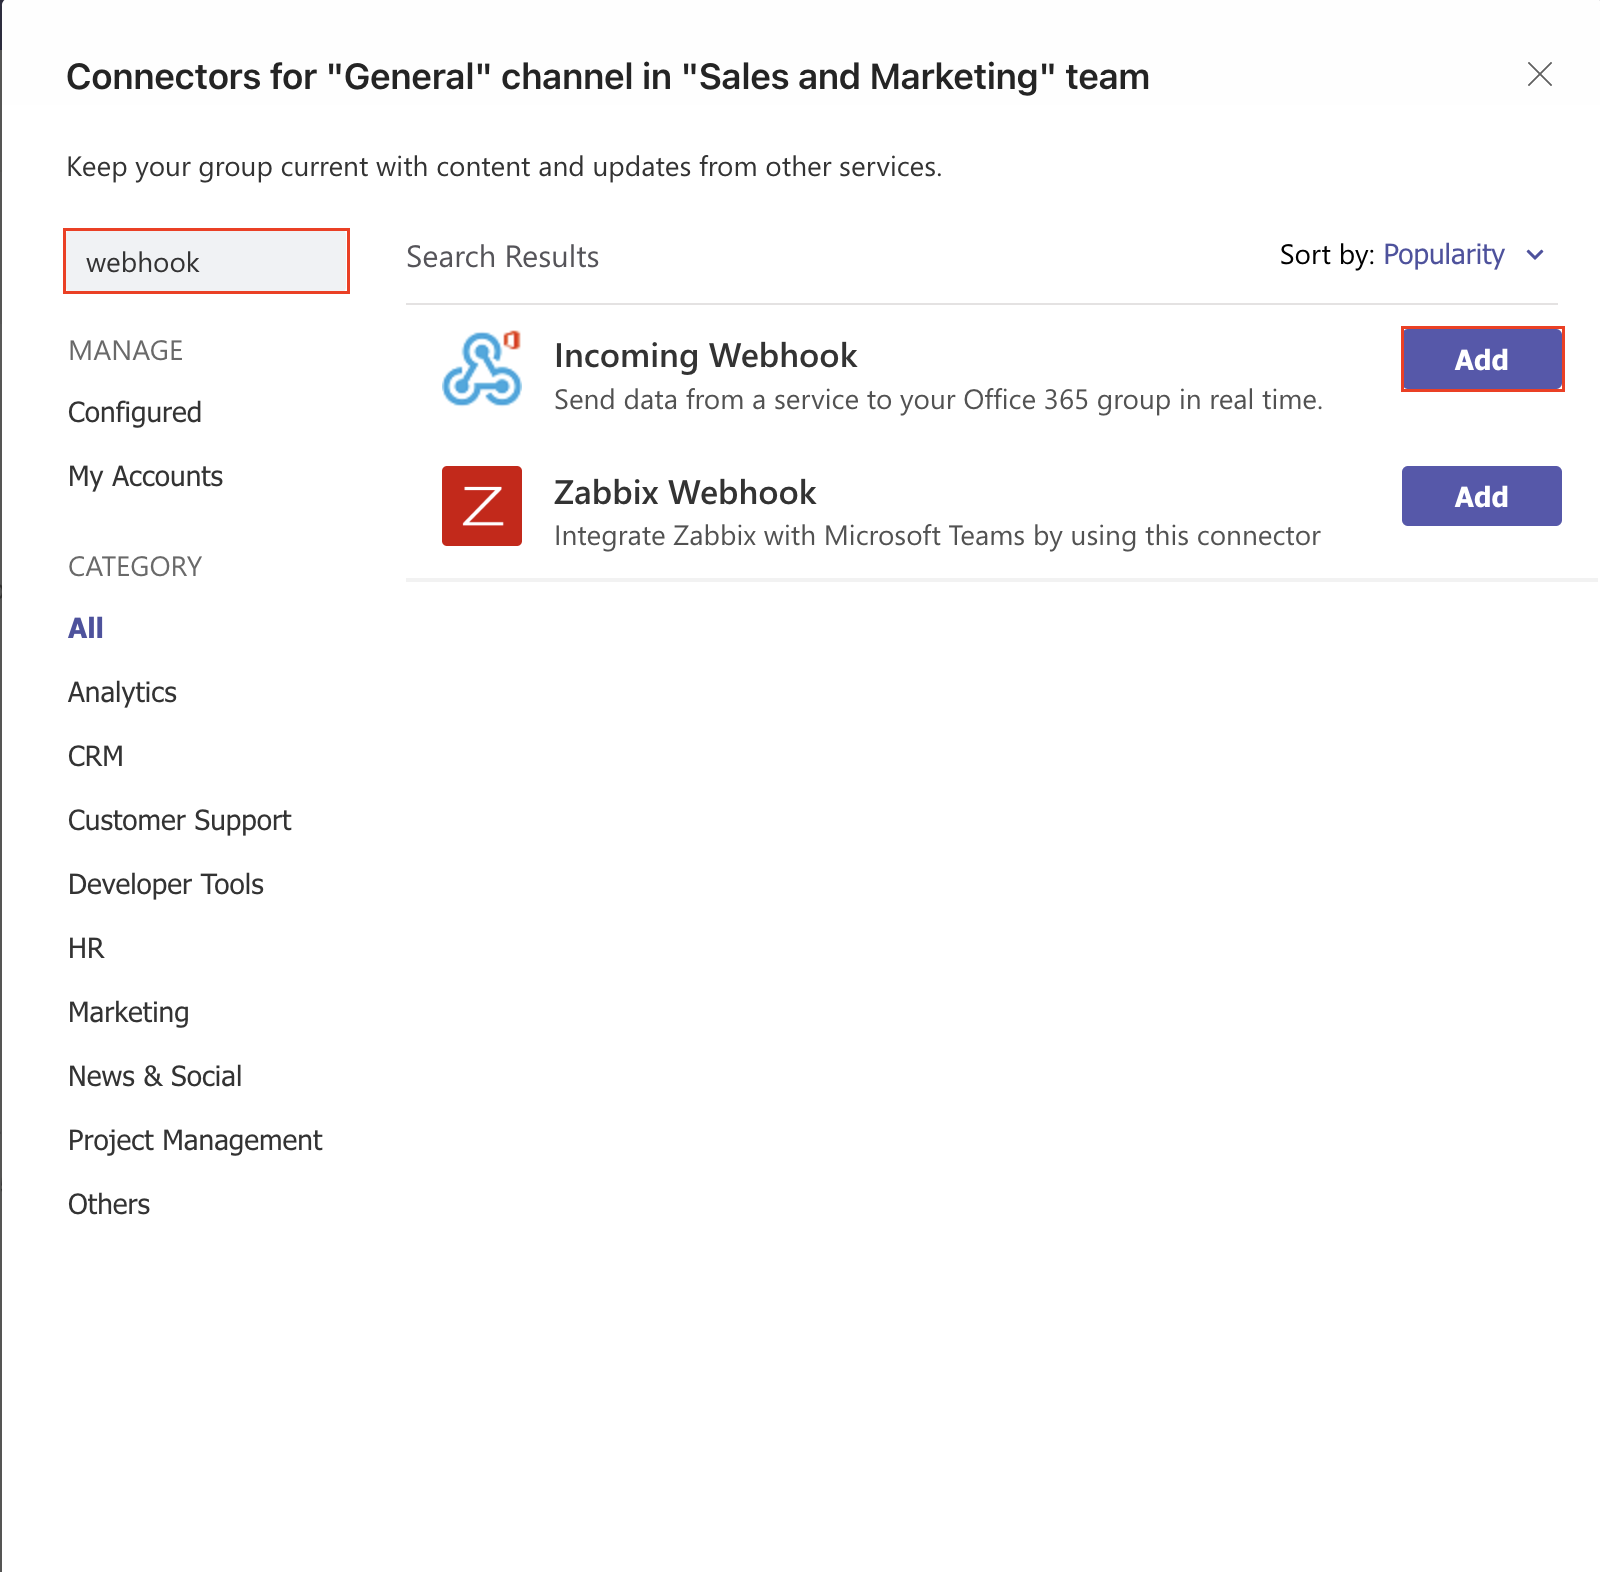 Connectors for "General" channel in "Sales and Marketing" team
Keep your group current with content and updates from other services.
webhook
MANAGE
Configured
My Accounts
CATEGORY
All
Analytics
CRM
Customer Support
Developer Tools
HR
Marketing
News & Social
Project Management
Others
Search Results
Sort by: Popularity
Incoming Webhook
Send data from a service to your Office 365 group in real time.
Add
Z
Zabbix Webhook
Integrate Zabbix with Microsoft Teams by using this connector
Add